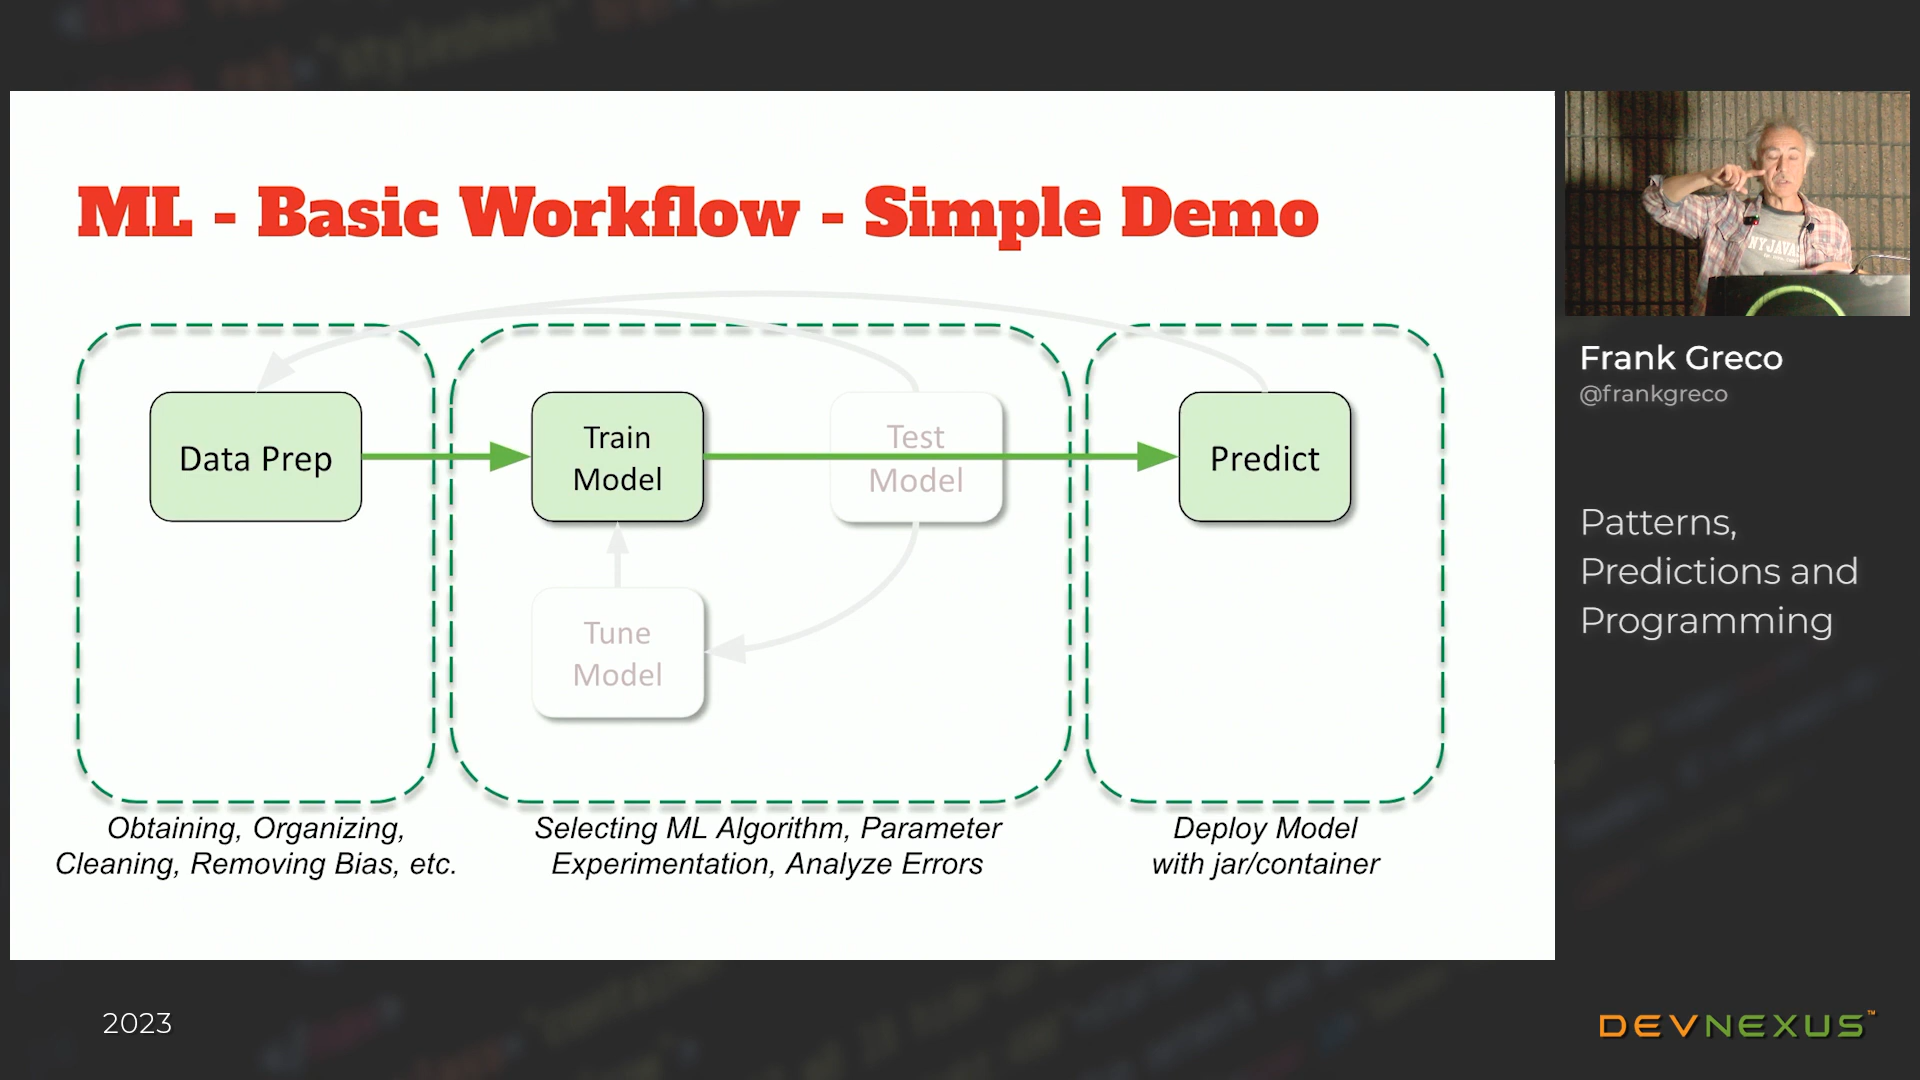 ML - Basic Workflow - Simple Demo
Data Prep
Train
Model
Test
Model
Predict
Tune
Model
Obtaining, Organizing,
Cleaning, Removing Bias, etc.
Selecting ML Algorithm, Parameter
Experimentation, Analyze Errors
Deploy Model
with jar/container
NYJAVA
Frank Greco
@frankgreco
Patterns,
Predictions and
Programming
2023
DEVNEXUS™